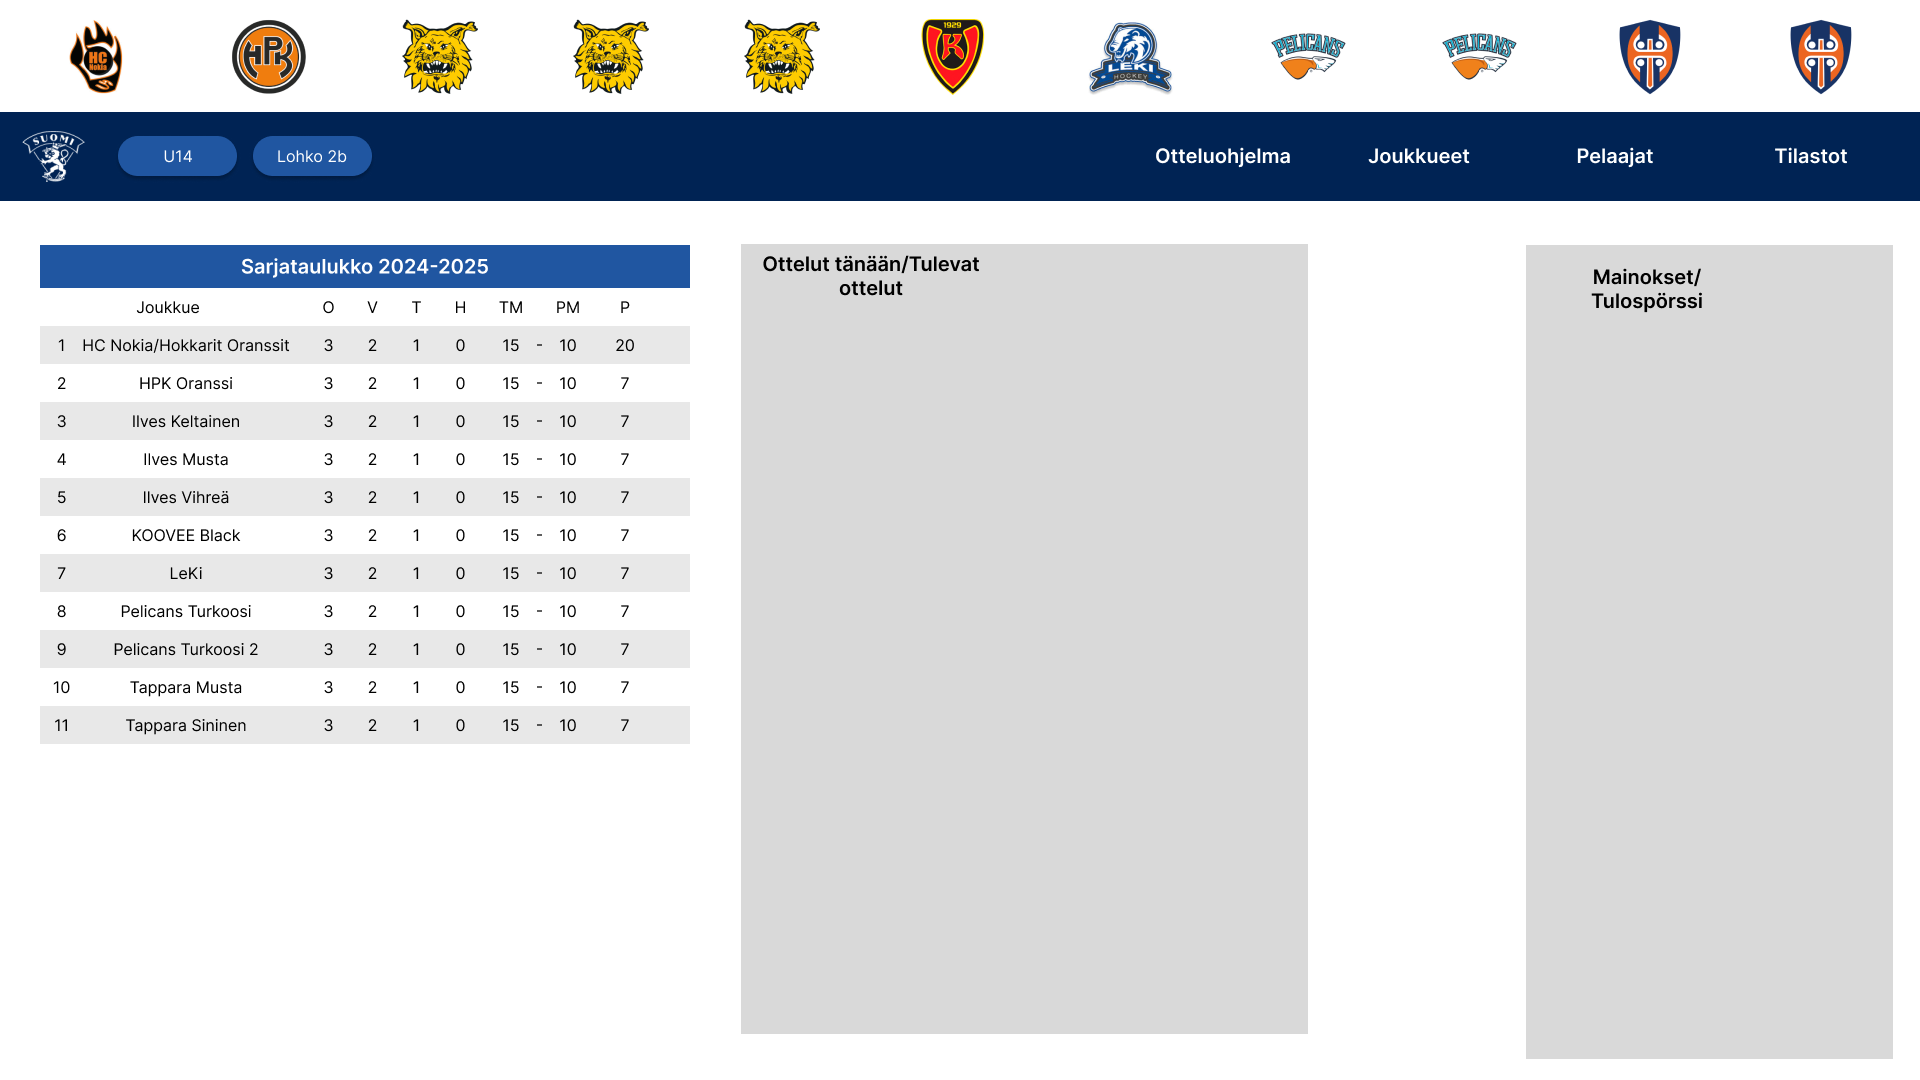 HC
Nokia
HPK
1929
K
LEKI
HOCKEY
PELICANS
PELICANS
SUOMI
U14
Lohko 2b
Otteluohjelma
Joukkueet
Pelaajat
Tilastot
Sarjataulukko 2024-2025
Joukkue O V T H TM PM P
1 HC Nokia/Hokkarit Oranssit 3 2 1 0 15 - 10 20
2 HPK Oranssi 3 2 1 0 15 - 10 7
3 Ilves Keltainen 3 2 1 0 15 - 10 7
4 Ilves Musta 3 2 1 0 15 - 10 7
5 Ilves Vihreä 3 2 1 0 15 - 10 7
6 KOOVEE Black 3 2 1 0 15 - 10 7
7 LeKi 3 2 1 0 15 - 10 7
8 Pelicans Turkoosi 3 2 1 0 15 - 10 7
9 Pelicans Turkoosi 2 3 2 1 0 15 - 10 7
10 Tappara Musta 3 2 1 0 15 - 10 7
11 Tappara Sininen 3 2 1 0 15 - 10 7
Ottelut tänään/Tulevat
ottelut
Mainokset/
Tulospörssi